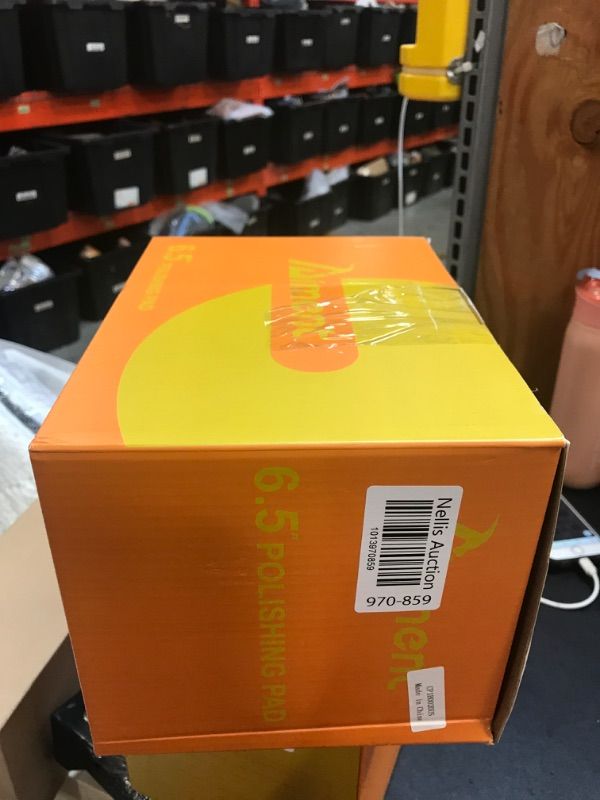 6.5" POLISHING PAD
6.5" POLISHING PAD
Nellis Auction
1013970859
970-859
Made in China